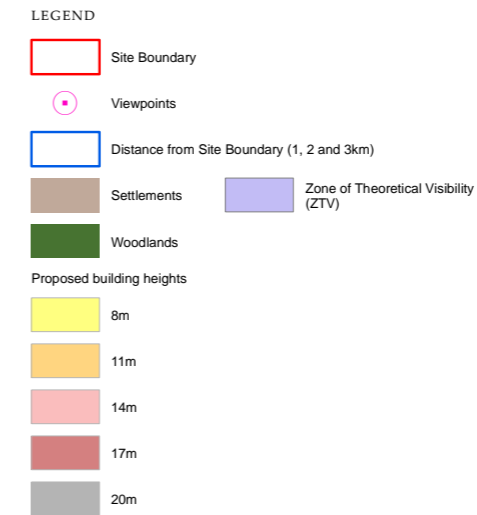 LEGEND
Site Boundary
Viewpoints
Distance from Site Boundary (1, 2 and 3km)
Settlements
Zone of Theoretical Visibility
(ZTV)
Woodlands
Proposed building heights
8m
11m
14m
17m
20m